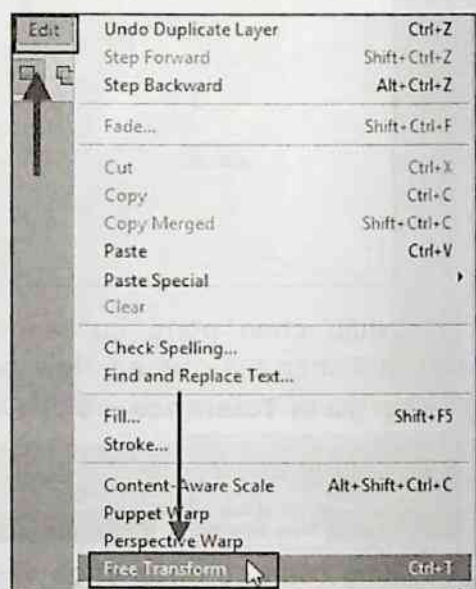 Edit
Undo Duplicate Layer Ctrl+Z
Step Forward Shift+Ctrl+Z
Step Backward Alt+Ctrl+Z
Fade... Shift+Ctrl+F
Cut Ctrl+X
Copy Ctrl+C
Copy Merged Shift+Ctrl+C
Paste Ctrl+V
Paste Special
Clear
Check Spelling...
Find and Replace Text...
Fill... Shift+F5
Stroke...
Content-Aware Scale Alt+Shift+Ctrl+C
Puppet Warp
Perspective Warp
Free Transform Ctrl+T